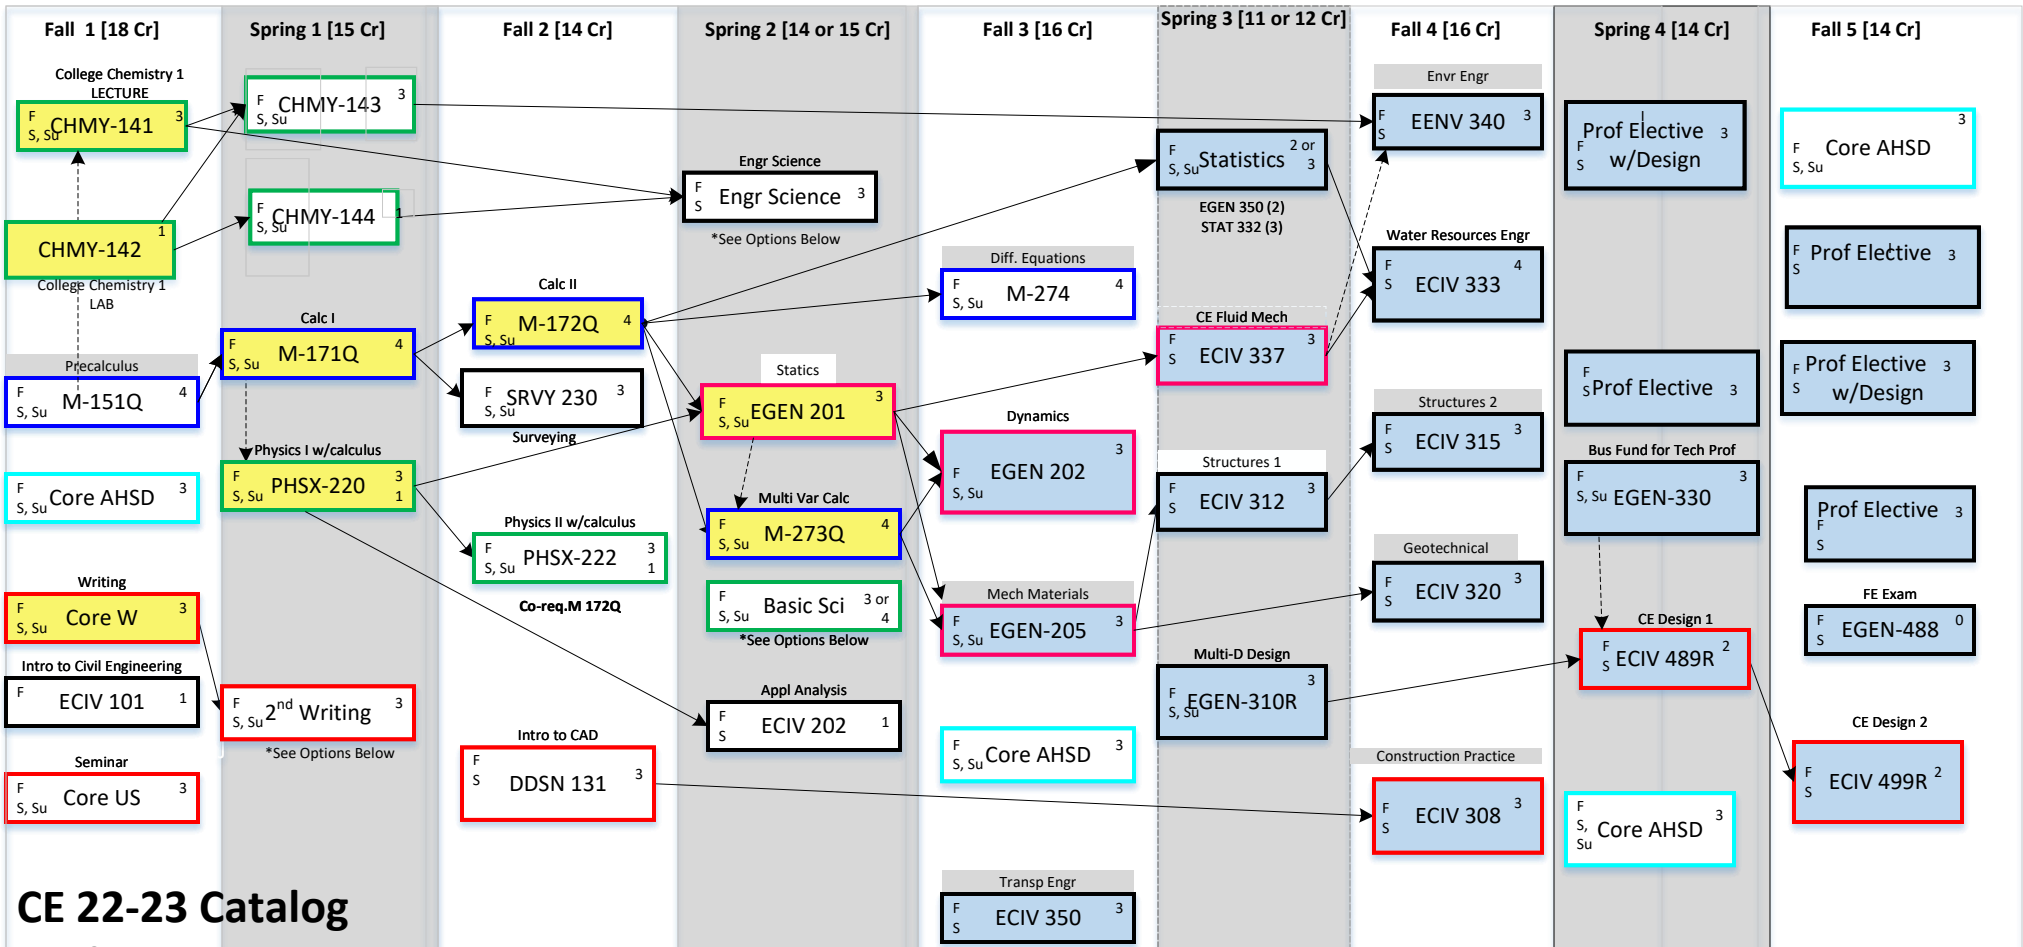 Fall 1 [18 Cr]
College Chemistry 1
LECTURE
F
S, Su
CHMY-141
3
CHMY-142
1
College Chemistry 1
LAB
Precalculus
F
S, Su
M-151Q
4
F
S, Su
Core AHSD
3
Writing
F
S, Su
Core W
3
Intro to Civil Engineering
F
ECIV 101
1
Seminar
F
S, Su
Core US
3
Spring 1 [15 Cr]
F
S, Su
CHMY-143
3
F
S, Su
CHMY-144
1
Calc I
F
S, Su
M-171Q
4
Physics I w/calculus
F
S, Su
PHSX-220
3
1
F
S, Su
2nd Writing
3
*See Options Below
Fall 2 [14 Cr]
Calc II
F
S, Su
M-172Q
4
F
S, Su
SRVY 230
3
Surveying
Physics II w/calculus
F
S, Su
PHSX-222
3
1
Co-req.M 172Q
Intro to CAD
F
S
DDSN 131
3
Spring 2 [14 or 15 Cr]
Engr Science
F
S
Engr Science
3
*See Options Below
Statics
F
S, Su
EGEN 201
3
Multi Var Calc
F
S, Su
M-273Q
4
F
S, Su
Basic Sci
3 or
4
*See Options Below
Appl Analysis
F
S
ECIV 202
1
Fall 3 [16 Cr]
Diff. Equations
F
S, Su
M-274
4
Dynamics
F
S, Su
EGEN 202
3
Mech Materials
F
S, Su
EGEN-205
3
F
S, Su
Core AHSD
3
Transp Engr
F
S
ECIV 350
3
Spring 3 [11 or 12 Cr]
F
S, Su
Statistics
2 or
3
EGEN 350 (2)
STAT 332 (3)
CE Fluid Mech
F
S
ECIV 337
3
Structures 1
F
S
ECIV 312
3
Multi-D Design
F
S, Su
EGEN-310R
3
Fall 4 [16 Cr]
Envr Engr
F
S
EENV 340
3
Water Resources Engr
F
S
ECIV 333
4
Structures 2
F
S
ECIV 315
3
Geotechnical
F
S
ECIV 320
3
Construction Practice
F
S
ECIV 308
3
Spring 4 [14 Cr]
F
S
Prof Elective
w/Design
3
F
S
Prof Elective
3
Bus Fund for Tech Prof
F
S, Su
EGEN-330
3
CE Design 1
F
S
ECIV 489R
2
F
S,
Su
Core AHSD
3
Fall 5 [14 Cr]
F
S, Su
Core AHSD
3
F
S
Prof Elective
3
F
S
Prof Elective
w/Design
3
Prof Elective
F
S
3
FE Exam
F
S
EGEN-488
0
CE Design 2
F
S
ECIV 499R
2
CE 22-23 Catalog